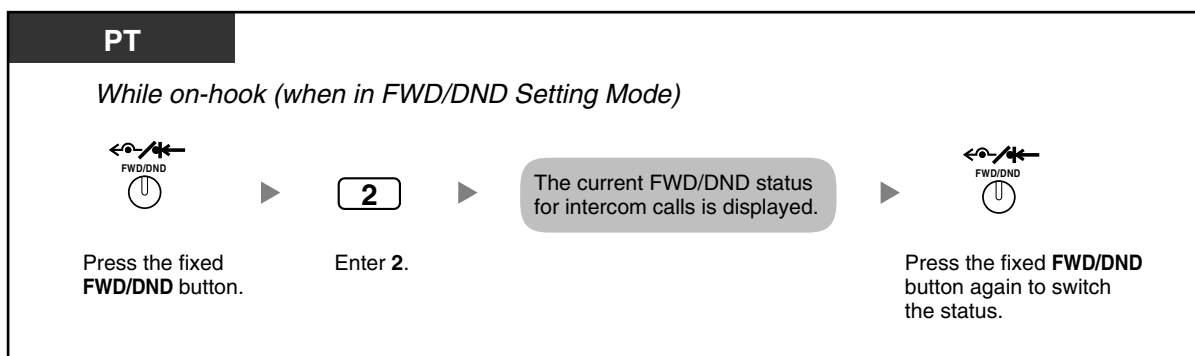 PT
While on-hook (when in FWD/DND Setting Mode)
FWD/DND
2
The current FWD/DND status
for intercom calls is displayed.
FWD/DND
Press the fixed
FWD/DND button.
Enter 2.
Press the fixed FWD/DND
button again to switch
the status.